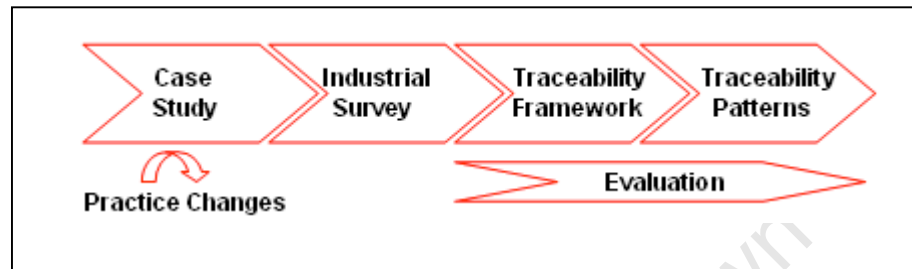 Case
Study
Industrial
Survey
Traceability
Framework
Traceability
Patterns
Practice Changes
Evaluation